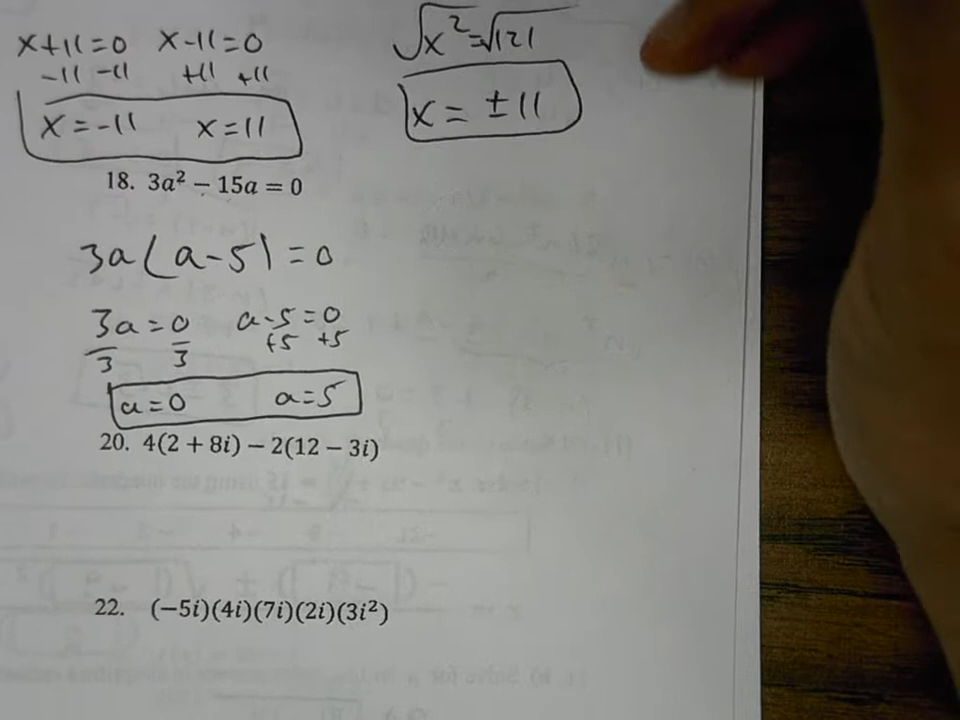 x+11=0 x-11=0
-11 -11 +11 +11
x=-11 x=11
√x²=√121
x=±11
18. 3a² − 15a = 0
3a(a-5)=0
3a=0 a-5=0
3 3 +5 +5
a=0 a=5
20. 4(2 + 8i) − 2(12 − 3i)
22. (−5i)(4i)(7i)(2i)(3i²)